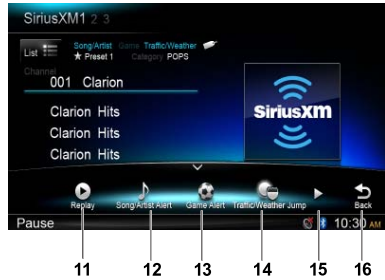 SiriusXM1 2 3
List Song/Artist Game Traffic/Weather
★ Preset 1 Category POPS
Channel
001 Clarion
SiriusXM
Clarion Hits
Clarion Hits
Clarion Hits
Replay Song/Artist Alert Game Alert Traffic/Weather Jump Back
Pause 10:30 AM
11 12 13 14 15 16